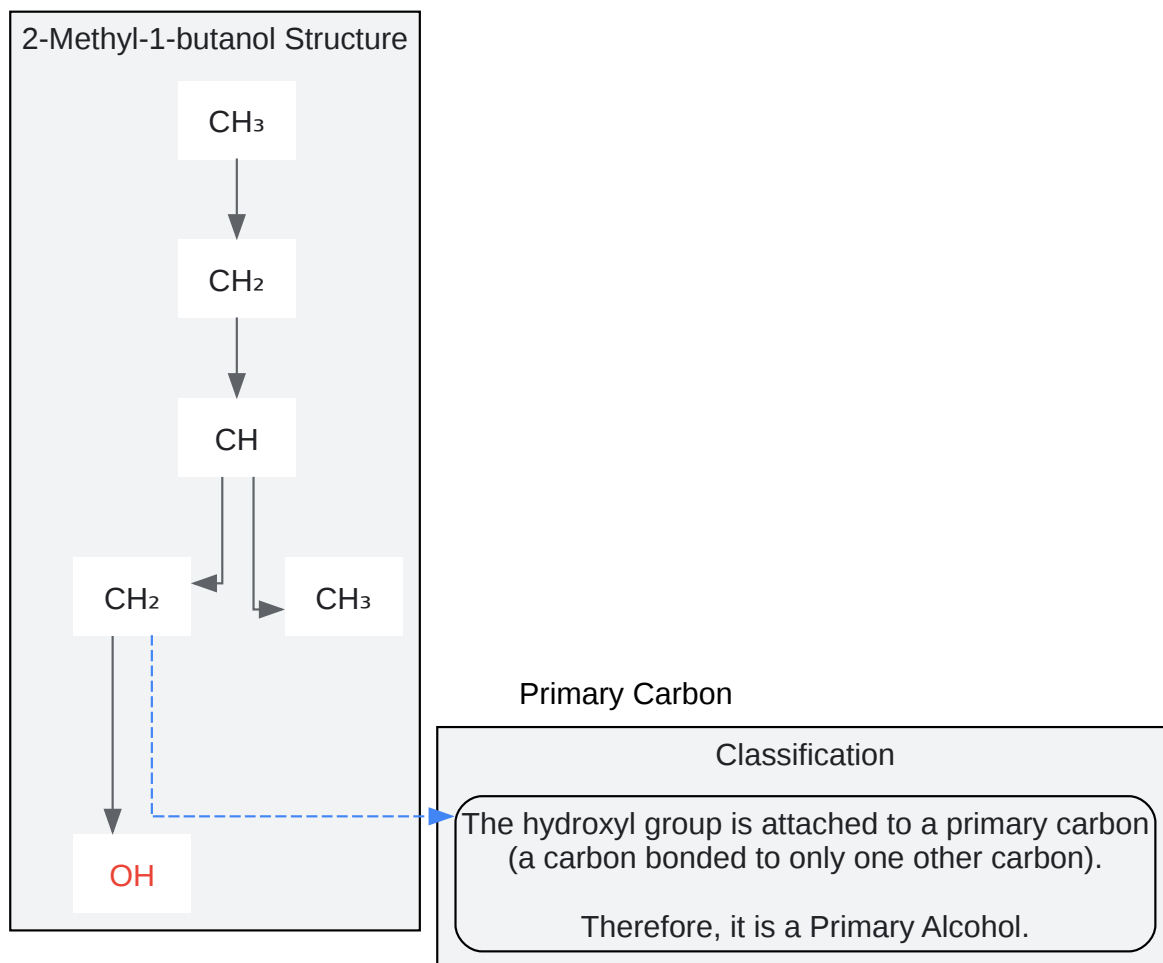 2-Methyl-1-butanol Structure
CH₃
CH₂
CH
CH₂
CH₃
OH
Primary Carbon
Classification
The hydroxyl group is attached to a primary carbon
(a carbon bonded to only one other carbon).
Therefore, it is a Primary Alcohol.